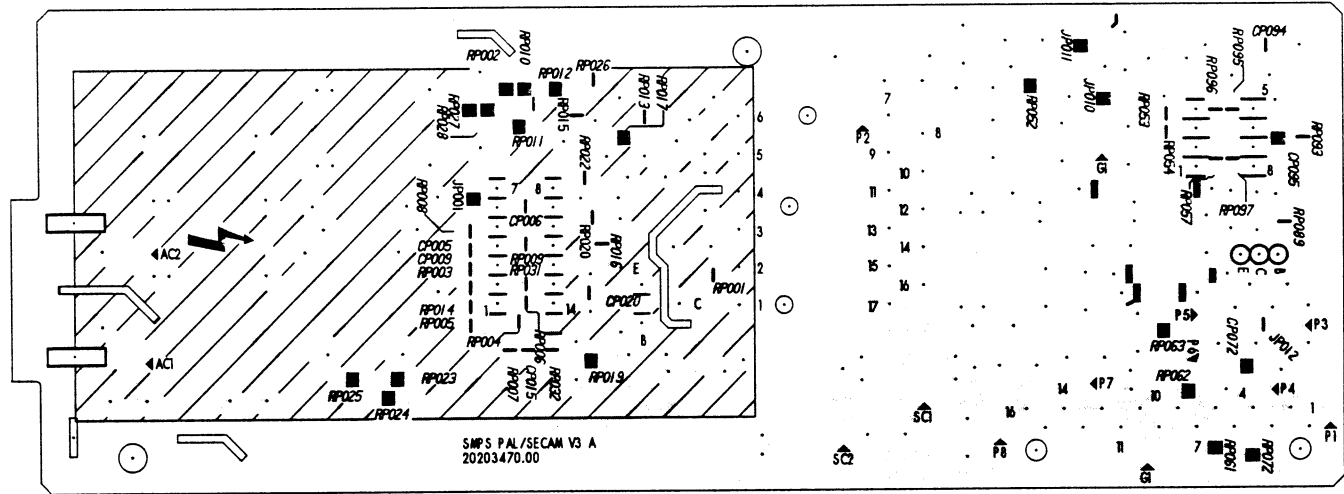 RP002
RP010
RP012
RP026
RP013
RP017
RP027
RP028
RP011
RP015
RP022
6
5
4
3
2
1
RP008
JP001
7
8
CP006
CP005
CP009
RP003
RP009
RP031
RP020
RP016
E
CP020
C
B
RP001
RP014
RP005
1
14
RP004
RP006
RP007
CP015
RP032
RP019
AC2
AC1
RP023
RP025
RP024
SMPS PAL/SECAM V3 A
20203470.00
7
P2
8
9
10
11
12
13
14
15
16
17
JP011
RP052
JP010
RP053
RP054
RP096
RP095
CP094
5
RP093
CP095
1
8
RP057
RP097
RP089
E
C
B
P5
P3
RP063
P6
CP072
JP012
RP062
14
P7
10
4
P4
1
16
SC1
SC2
P8
11
7
RP061
RP072
P1